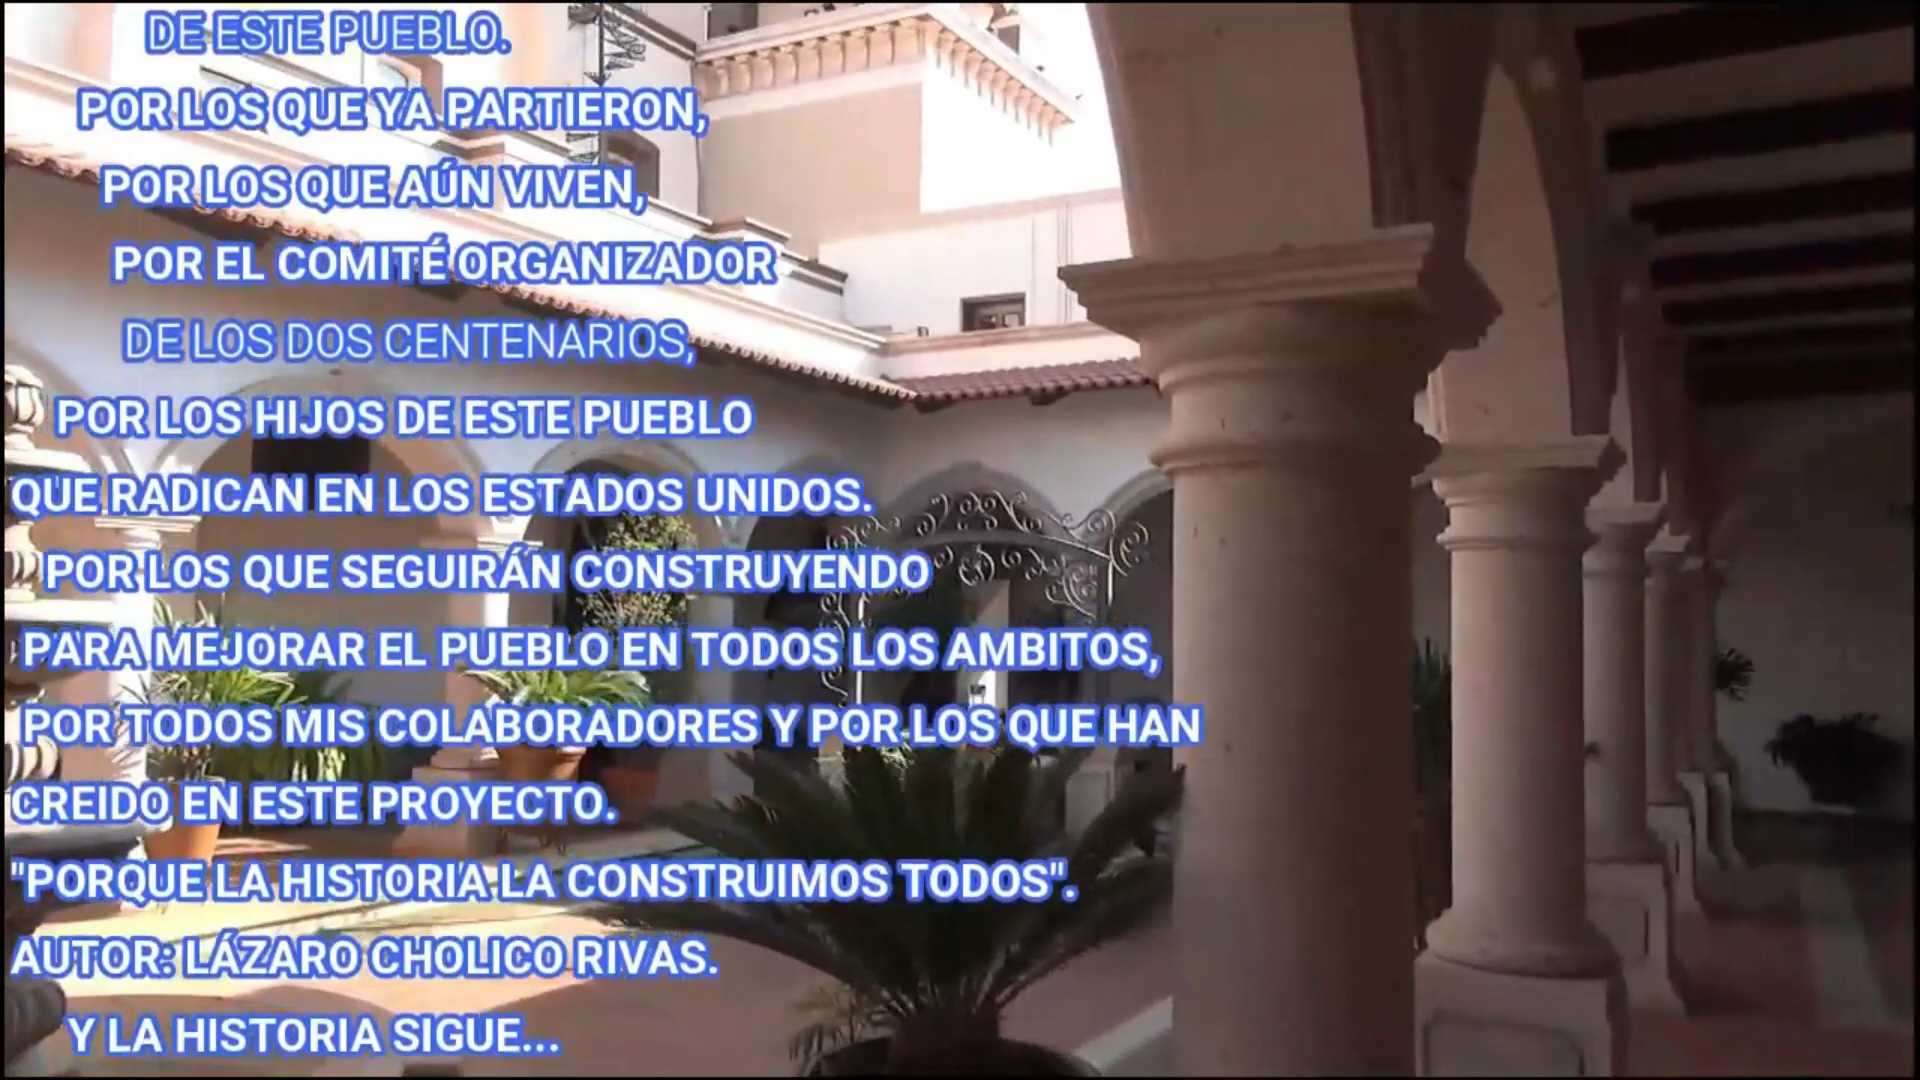 DE ESTE PUEBLO.
POR LOS QUE YA PARTIERON,
POR LOS QUE AÚN VIVEN,
POR EL COMITÉ ORGANIZADOR
DE LOS DOS CENTENARIOS,
POR LOS HIJOS DE ESTE PUEBLO
QUE RADICAN EN LOS ESTADOS UNIDOS.
POR LOS QUE SEGUIRÁN CONSTRUYENDO
PARA MEJORAR EL PUEBLO EN TODOS LOS AMBITOS,
POR TODOS MIS COLABORADORES Y POR LOS QUE HAN
CREIDO EN ESTE PROYECTO.
"PORQUE LA HISTORIA LA CONSTRUIMOS TODOS".
AUTOR: LÁZARO CHOLICO RIVAS.
Y LA HISTORIA SIGUE...